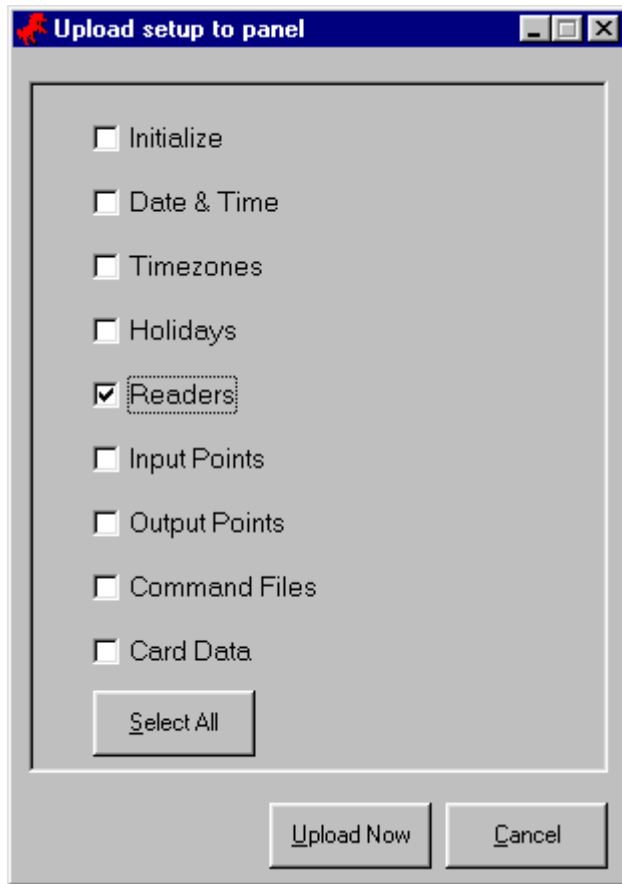 Upload setup to panel
Initialize
Date & Time
Timezones
Holidays
Readers
Input Points
Output Points
Command Files
Card Data
Select All
Upload Now Cancel